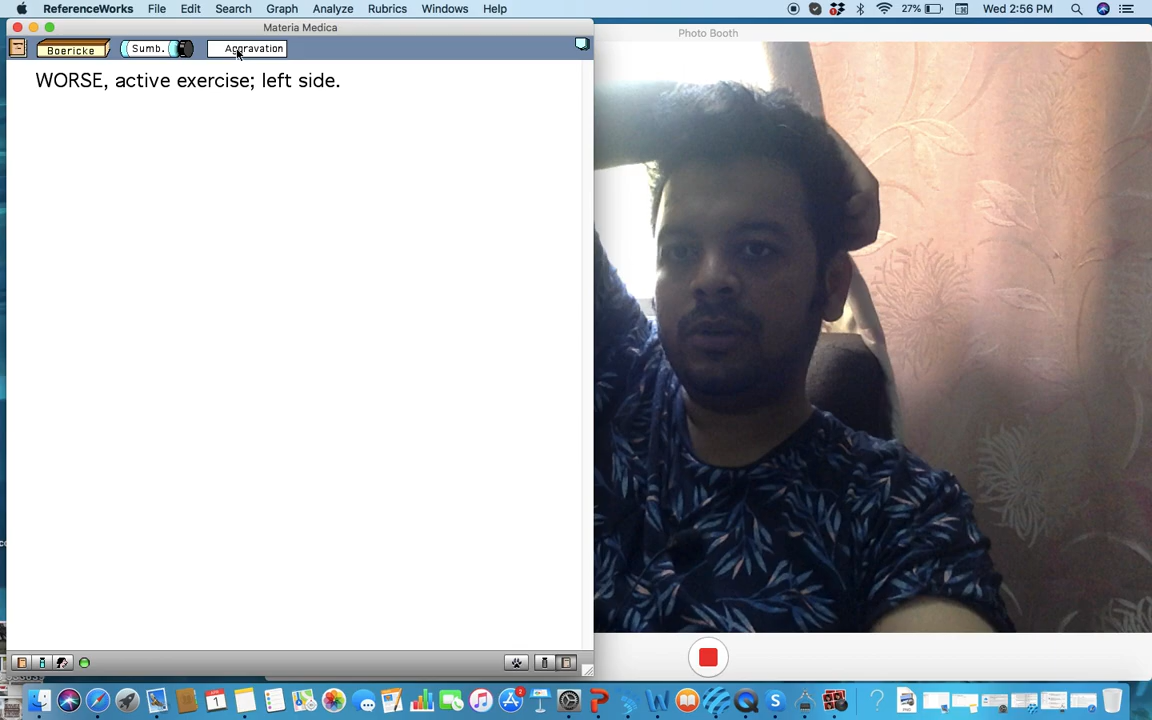 ReferenceWorks File Edit Search Graph Analyze Rubrics Windows Help 27% Wed 2:56 PM
Materia Medica
Photo Booth
Boericke Sumb. Aggravation
WORSE, active exercise; left side.